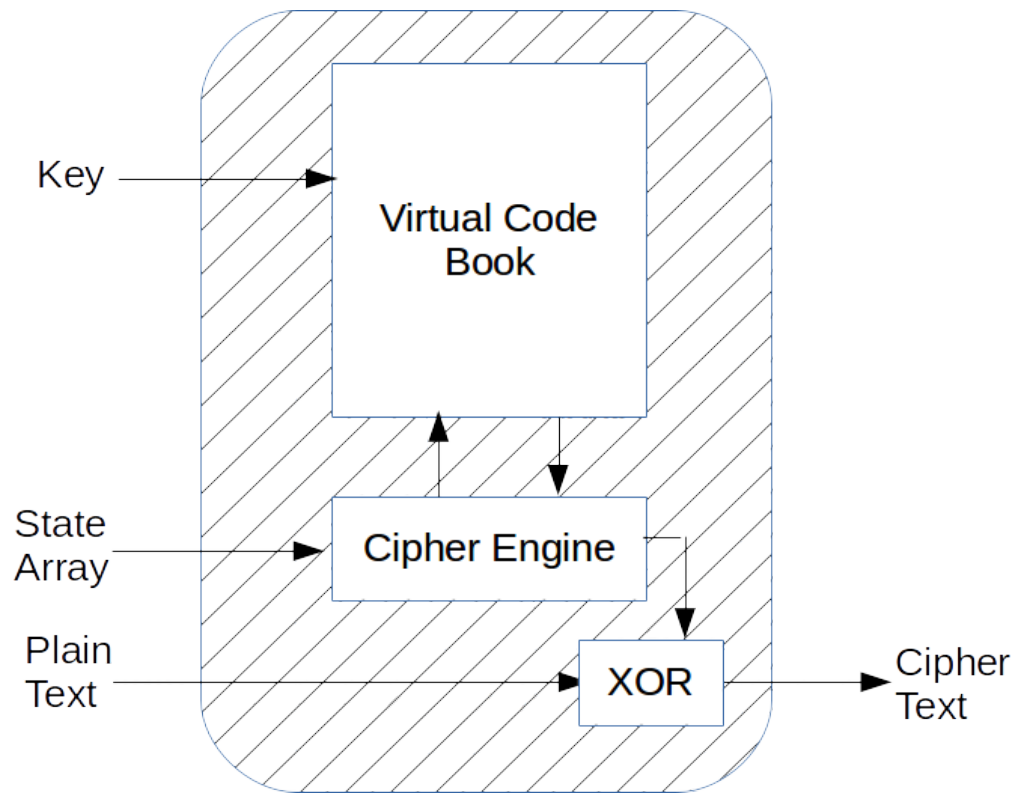 Key
Virtual Code
Book
State
Array
Cipher Engine
Plain
Text
XOR
Cipher
Text